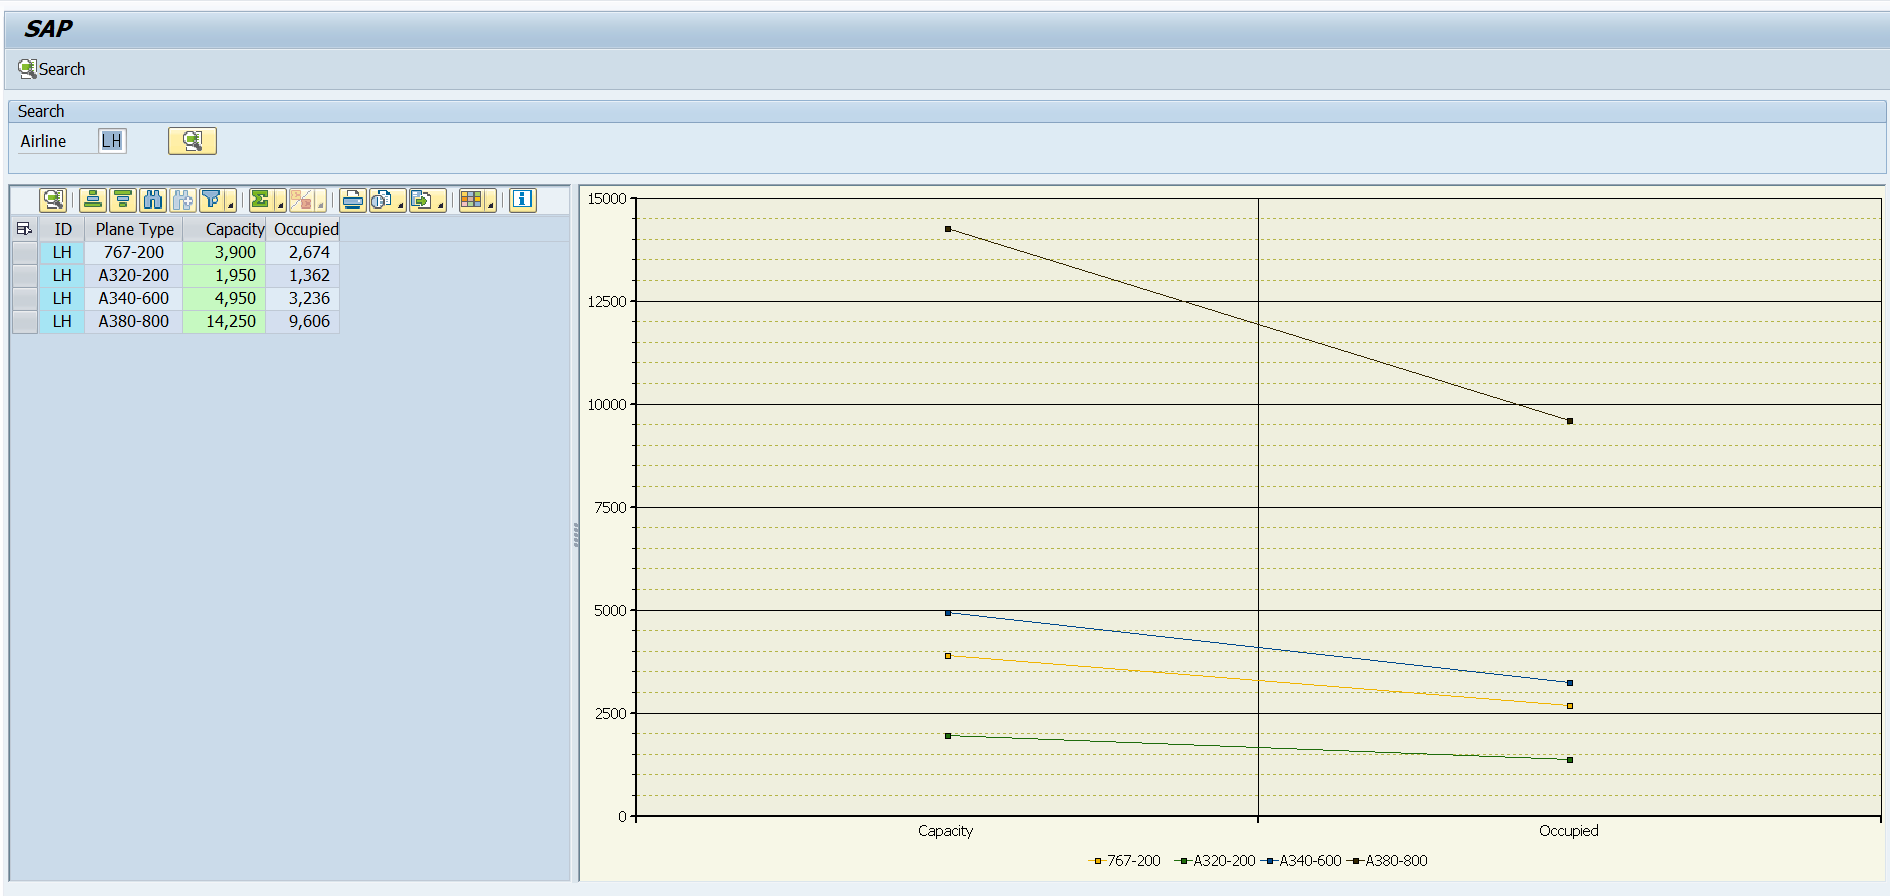 SAP
Search
Search
Airline LH
ID Plane Type Capacity Occupied
LH 767-200 3,900 2,674
LH A320-200 1,950 1,362
LH A340-600 4,950 3,236
LH A380-800 14,250 9,606
15000
12500
10000
7500
5000
2500
0
Capacity Occupied
767-200 A320-200 A340-600 A380-800